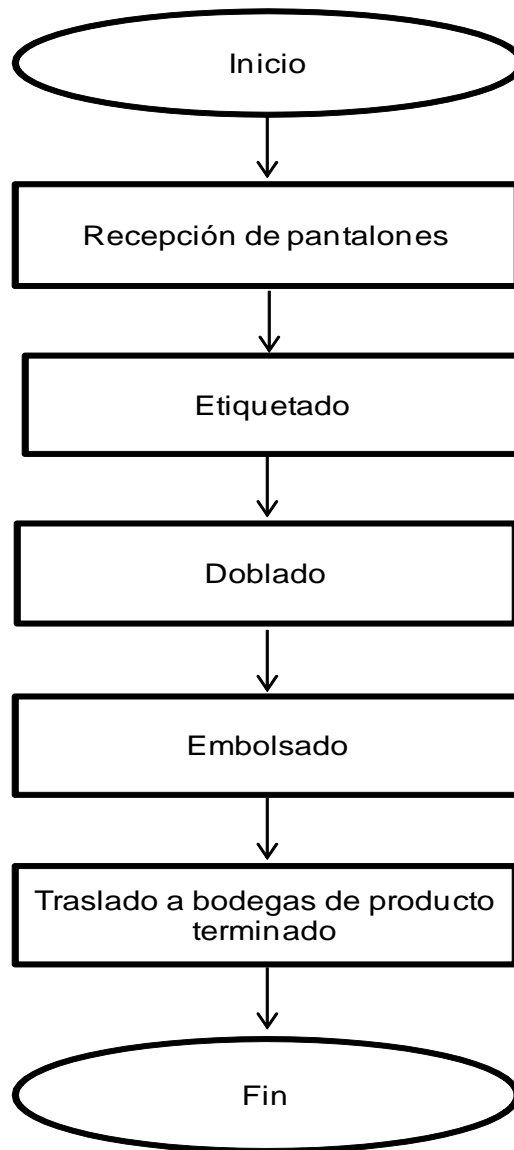 Inicio
Recepción de pantalones
Etiquetado
Doblado
Embolsado
Traslado a bodegas de producto
terminado
Fin